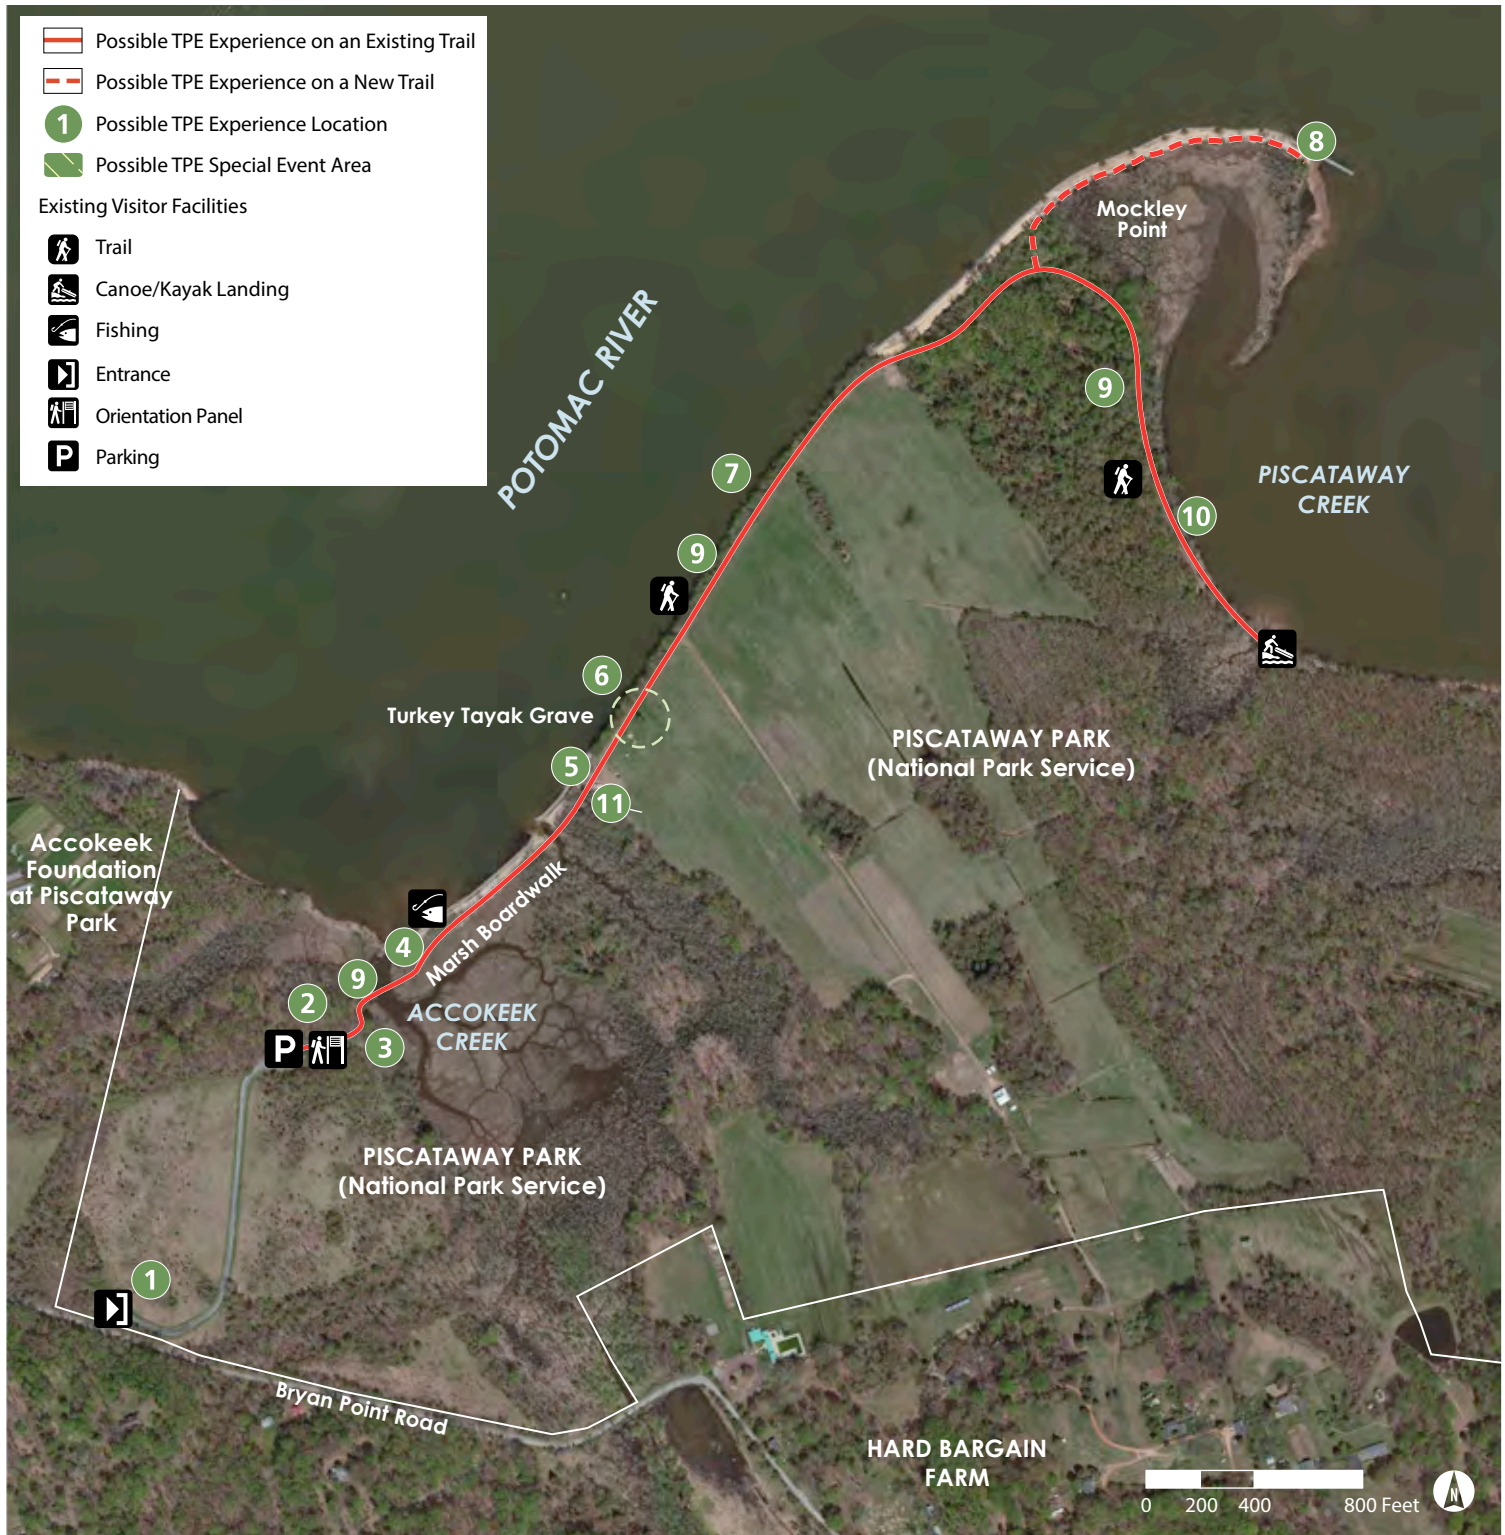 Possible TPE Experience on an Existing Trail
Possible TPE Experience on a New Trail
1 Possible TPE Experience Location
Possible TPE Special Event Area
Existing Visitor Facilities
Trail
Canoe/Kayak Landing
Fishing
Entrance
Orientation Panel
P Parking
8
Mockley
Point
POTOMAC RIVER
9
7
PISCATAWAY
CREEK
10
9
6
Turkey Tayak Grave
PISCATAWAY PARK
(National Park Service)
5
11
Accokeek
Foundation
at Piscataway
Park
Marsh Boardwalk
4
9
2
ACCOKEEK
CREEK
P
3
PISCATAWAY PARK
(National Park Service)
1
Bryan Point Road
HARD BARGAIN
FARM
0 200 400 800 Feet
N